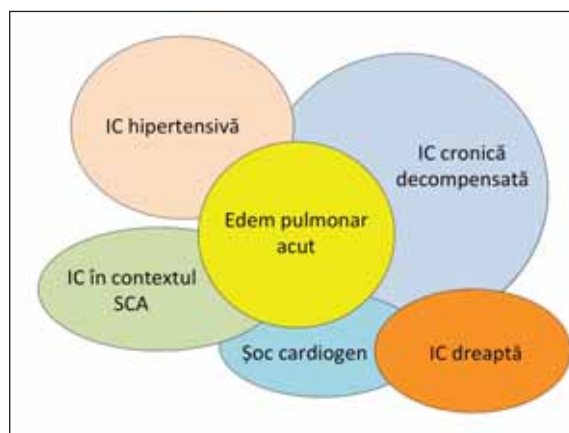 IC hipertensivă
IC cronică
decompensată
Edem pulmonar
acut
IC în contextul
SCA
Șoc cardiogen
IC dreaptă